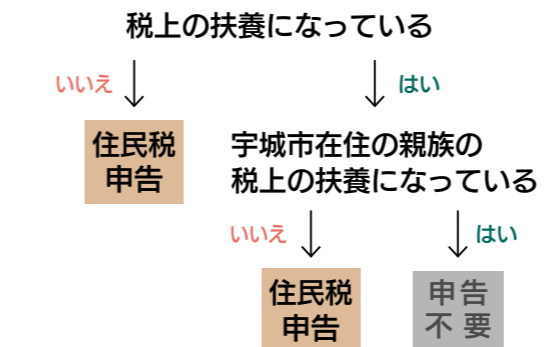 税上の扶養になっている
いいえ
はい
住民税
申告
宇城市在住の親族の
税上の扶養になっている
いいえ
はい
住民税
申告
申告
不要